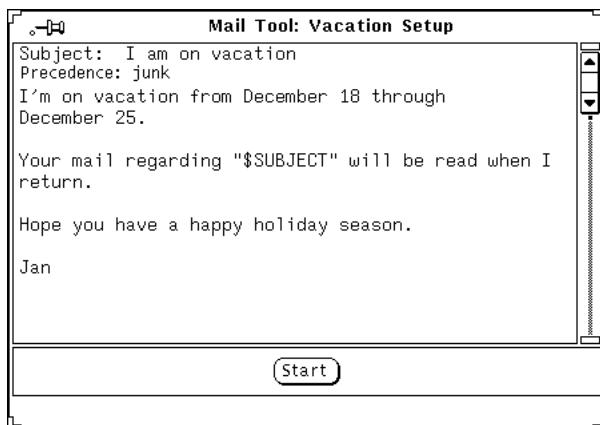 Mail Tool: Vacation Setup
Subject:  I am on vacation
Precedence: junk
I'm on vacation from December 18 through
December 25.
Your mail regarding "$SUBJECT" will be read when I
return.
Hope you have a happy holiday season.
Jan
Start